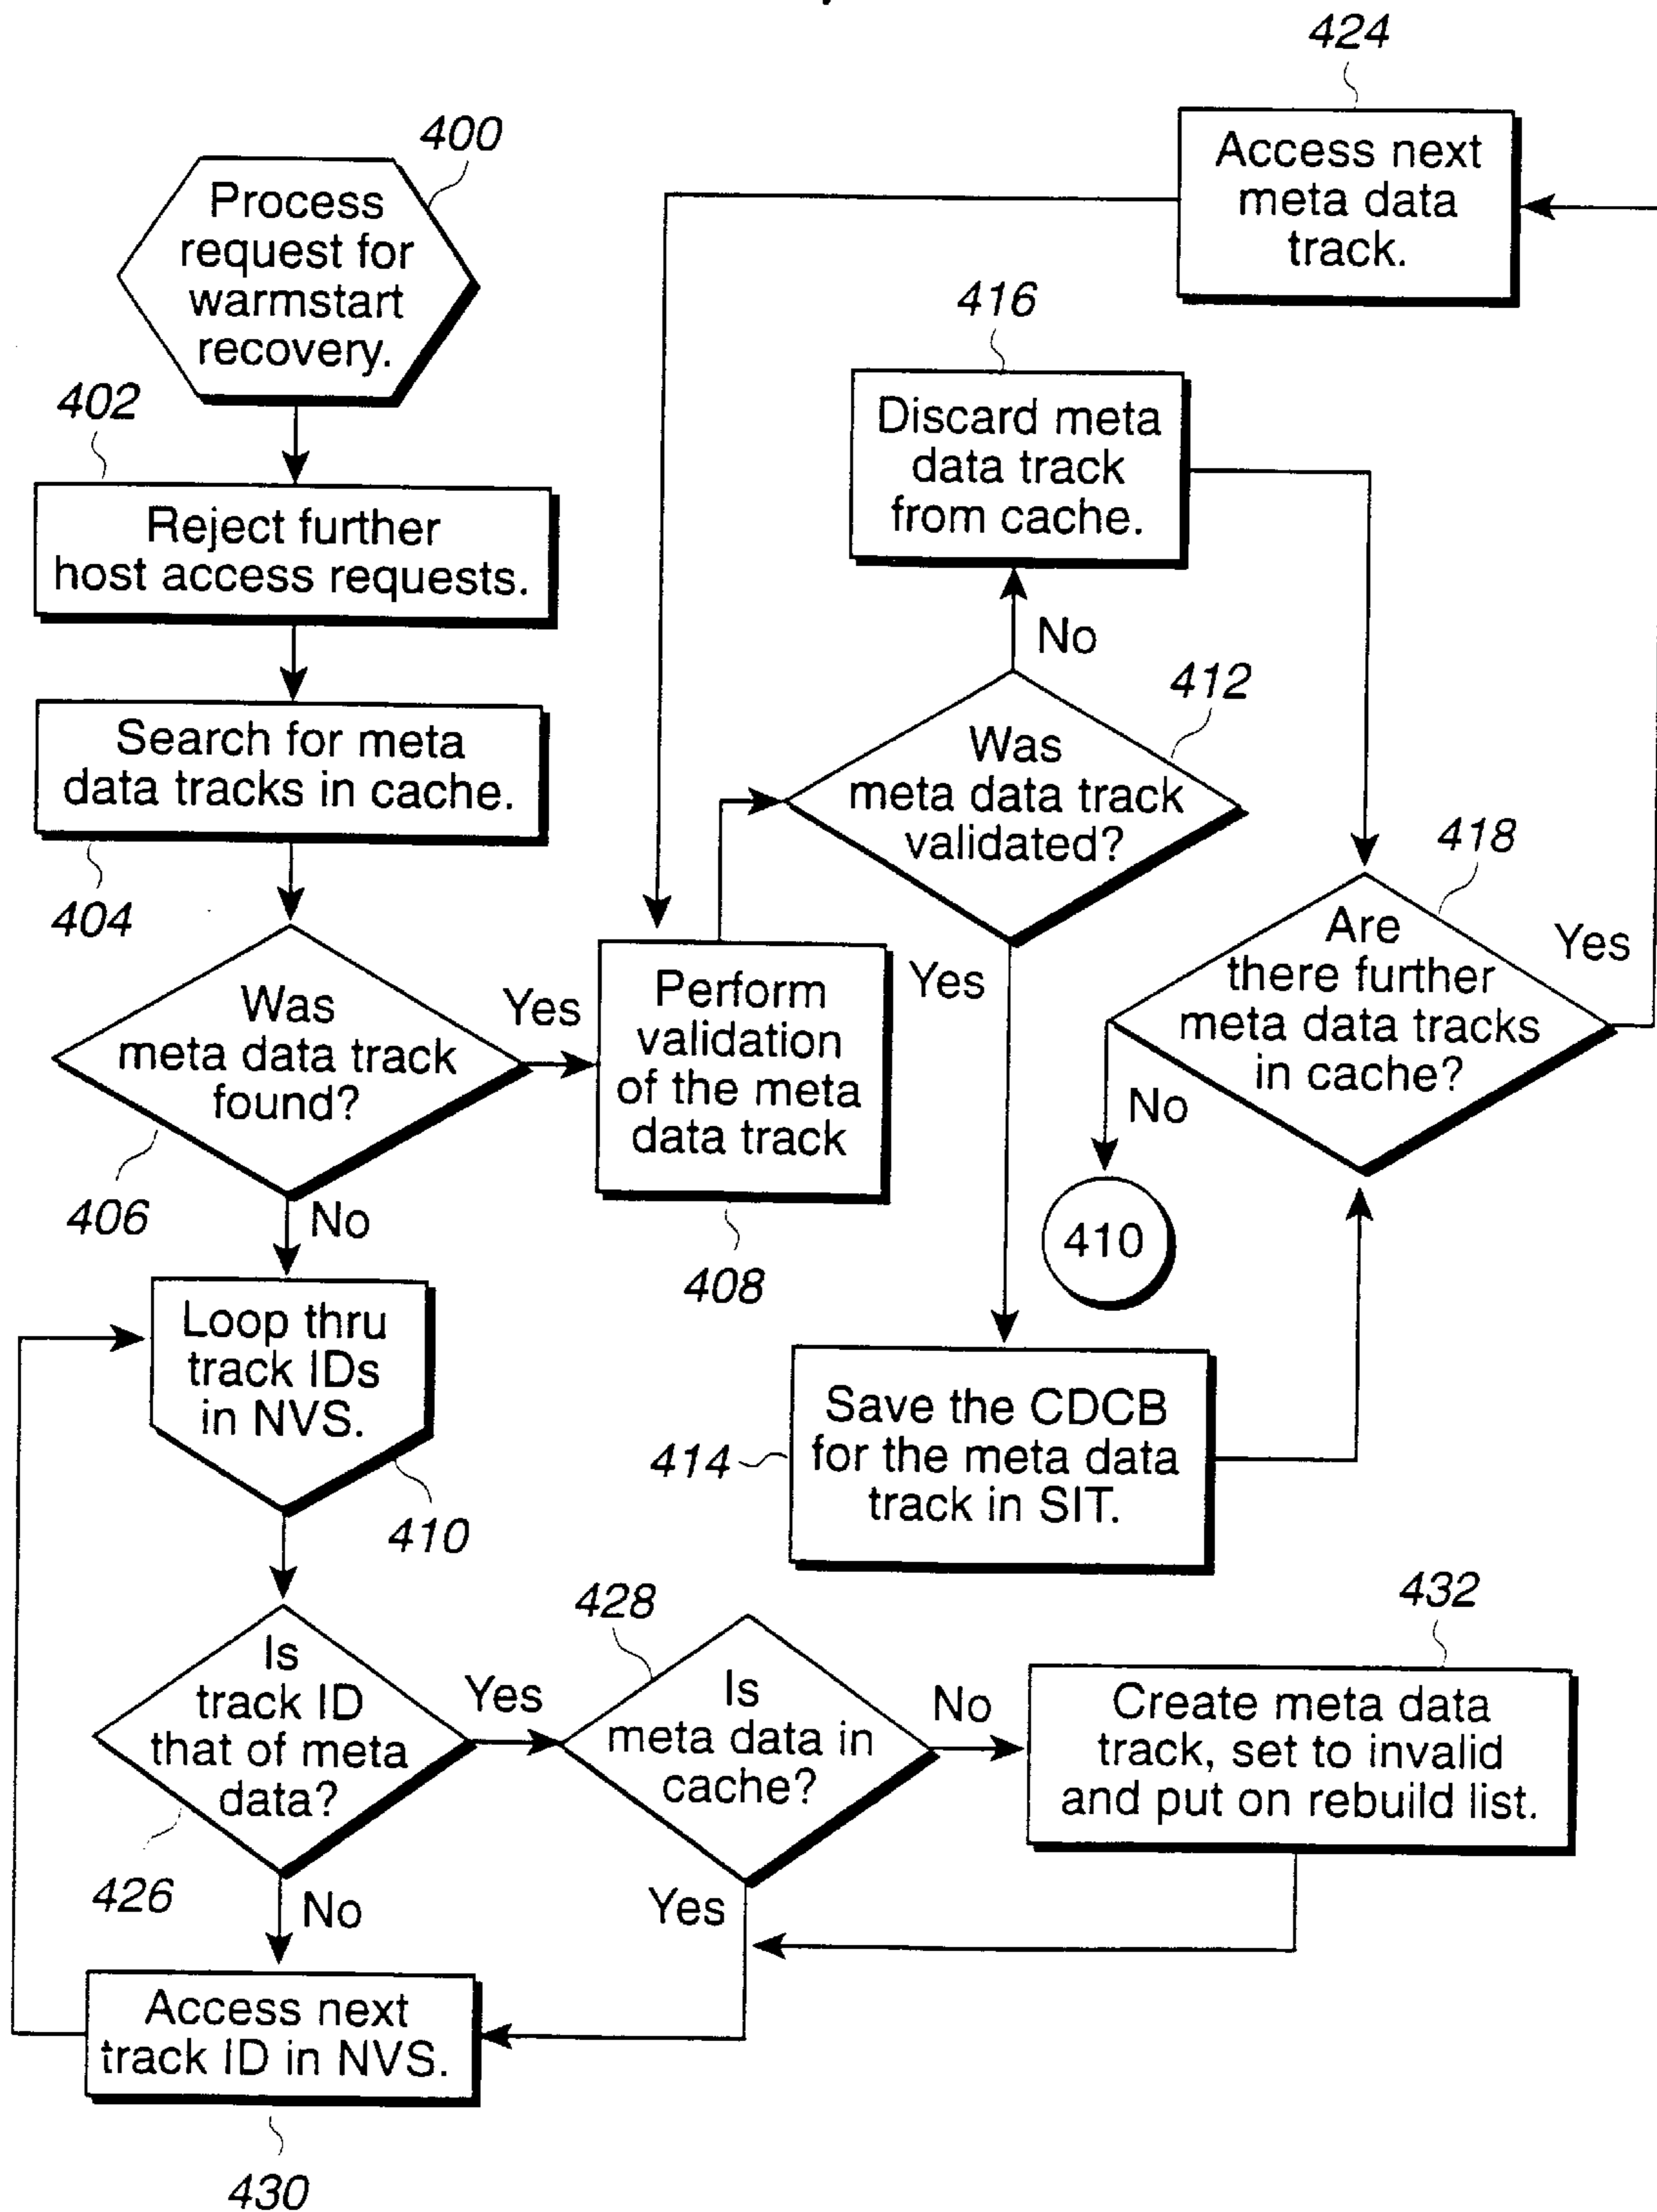 400
Process
request for
warmstart
recovery.
402
Reject further
host access requests.
Search for meta
data tracks in cache.
404
Was
meta data track
found?
Yes
406
No
Perform
validation
of the meta
data track
408
Loop thru
track IDs
in NVS.
410
Is
track ID
that of meta
data?
Yes
426
No
428
Is
meta data in
cache?
No
Yes
432
Create meta data
track, set to invalid
and put on rebuild list.
Access next
track ID in NVS.
430
424
Access next
meta data
track.
416
Discard meta
data track
from cache.
No
412
Was
meta data track
validated?
Yes
418
Are
there further
meta data tracks
in cache?
Yes
No
410
414
Save the CDCB
for the meta data
track in SIT.